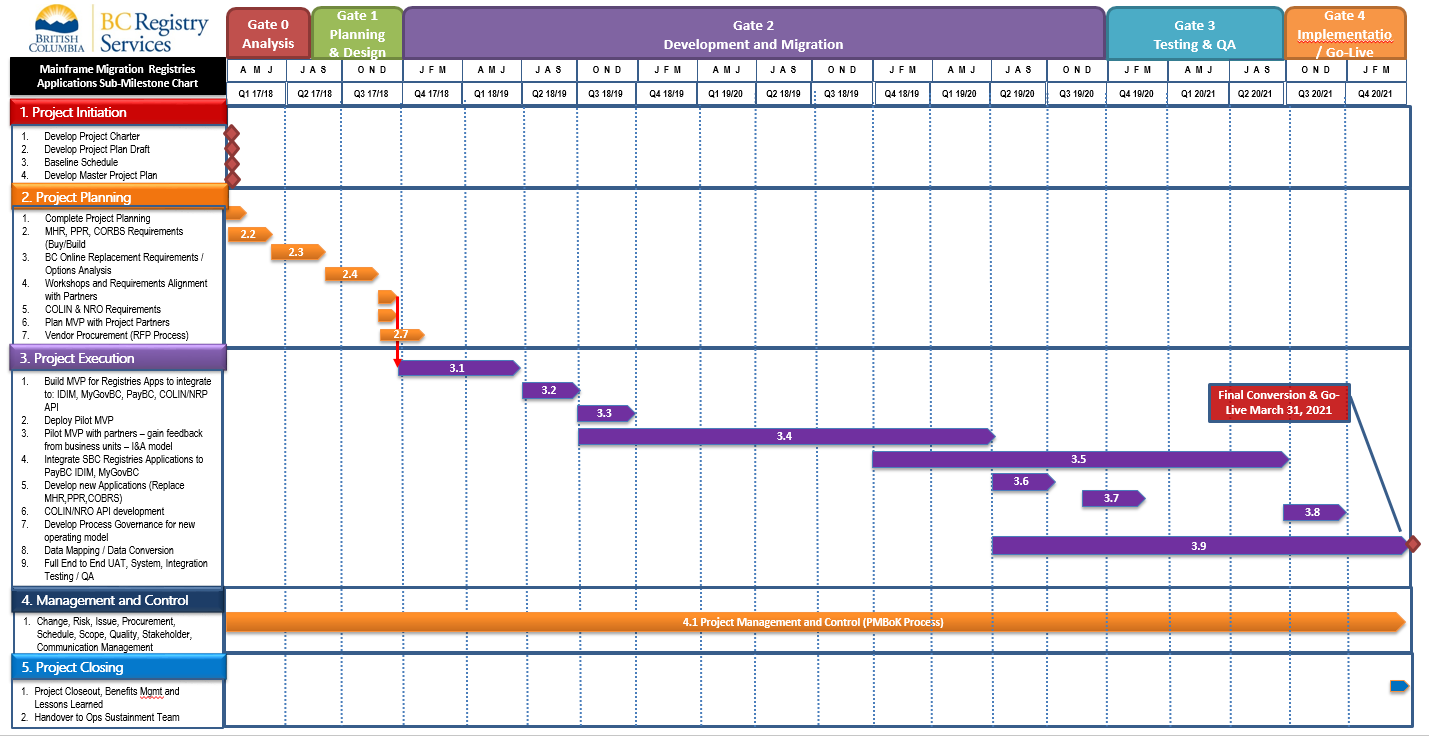 BRITISH
COLUMBIA
BC Registry
Services
Gate 0
Analysis
Gate 1
Planning
& Design
Gate 2
Development and Migration
Gate 3
Testing & QA
Gate 4
Implementatio
/ Go-Live
Mainframe Migration Registries
Applications Sub-Milestone Chart
A M J J A S O N D J F M A M J J A S O N D J F M A M J J A S O N D J F M A M J J A S O N D J F M A M J J A S O N D J F M
Q1 17/18 Q2 17/18 Q3 17/18 Q4 17/18 Q1 18/19 Q2 18/19 Q3 18/19 Q4 18/19 Q1 19/20 Q2 19/20 Q3 18/19 Q4 18/19 Q1 19/20 Q2 19/20 Q3 19/20 Q4 19/20 Q1 20/21 Q2 20/21 Q3 20/21 Q4 20/21
1. Project Initiation
1. Develop Project Charter
2. Develop Project Plan Draft
3. Baseline Schedule
4. Develop Master Project Plan
2. Project Planning
1. Complete Project Planning
2. MHR, PPR, CORBS Requirements
(Buy/Build
3. BC Online Replacement Requirements /
Options Analysis
4. Workshops and Requirements Alignment
with Partners
5. COLIN & NRO Requirements
6. Plan MVP with Project Partners
7. Vendor Procurement (RFP Process)
2.2
2.3
2.4
2.7
3. Project Execution
1. Build MVP for Registries Apps to integrate
to: IDIM, MyGovBC, PayBC, COLIN/NRP
API
2. Deploy Pilot MVP
3. Pilot MVP with partners – gain feedback
from business units – I&A model
4. Integrate SBC Registries Applications to
PayBC IDIM, MyGovBC
5. Develop new Applications (Replace
MHR,PPR,COBRS)
6. COLIN/NRO API development
7. Develop Process Governance for new
operating model
8. Data Mapping / Data Conversion
9. Full End to End UAT, System, Integration
Testing / QA
3.1
3.2
3.3
3.4
3.5
3.6
3.7
3.8
3.9
Final Conversion & Go-
Live March 31, 2021
4. Management and Control
1. Change, Risk, Issue, Procurement,
Schedule, Scope, Quality, Stakeholder,
Communication Management
4.1 Project Management and Control (PMBoK Process)
5. Project Closing
1. Project Closeout, Benefits Mgmt and
Lessons Learned
2. Handover to Ops Sustainment Team